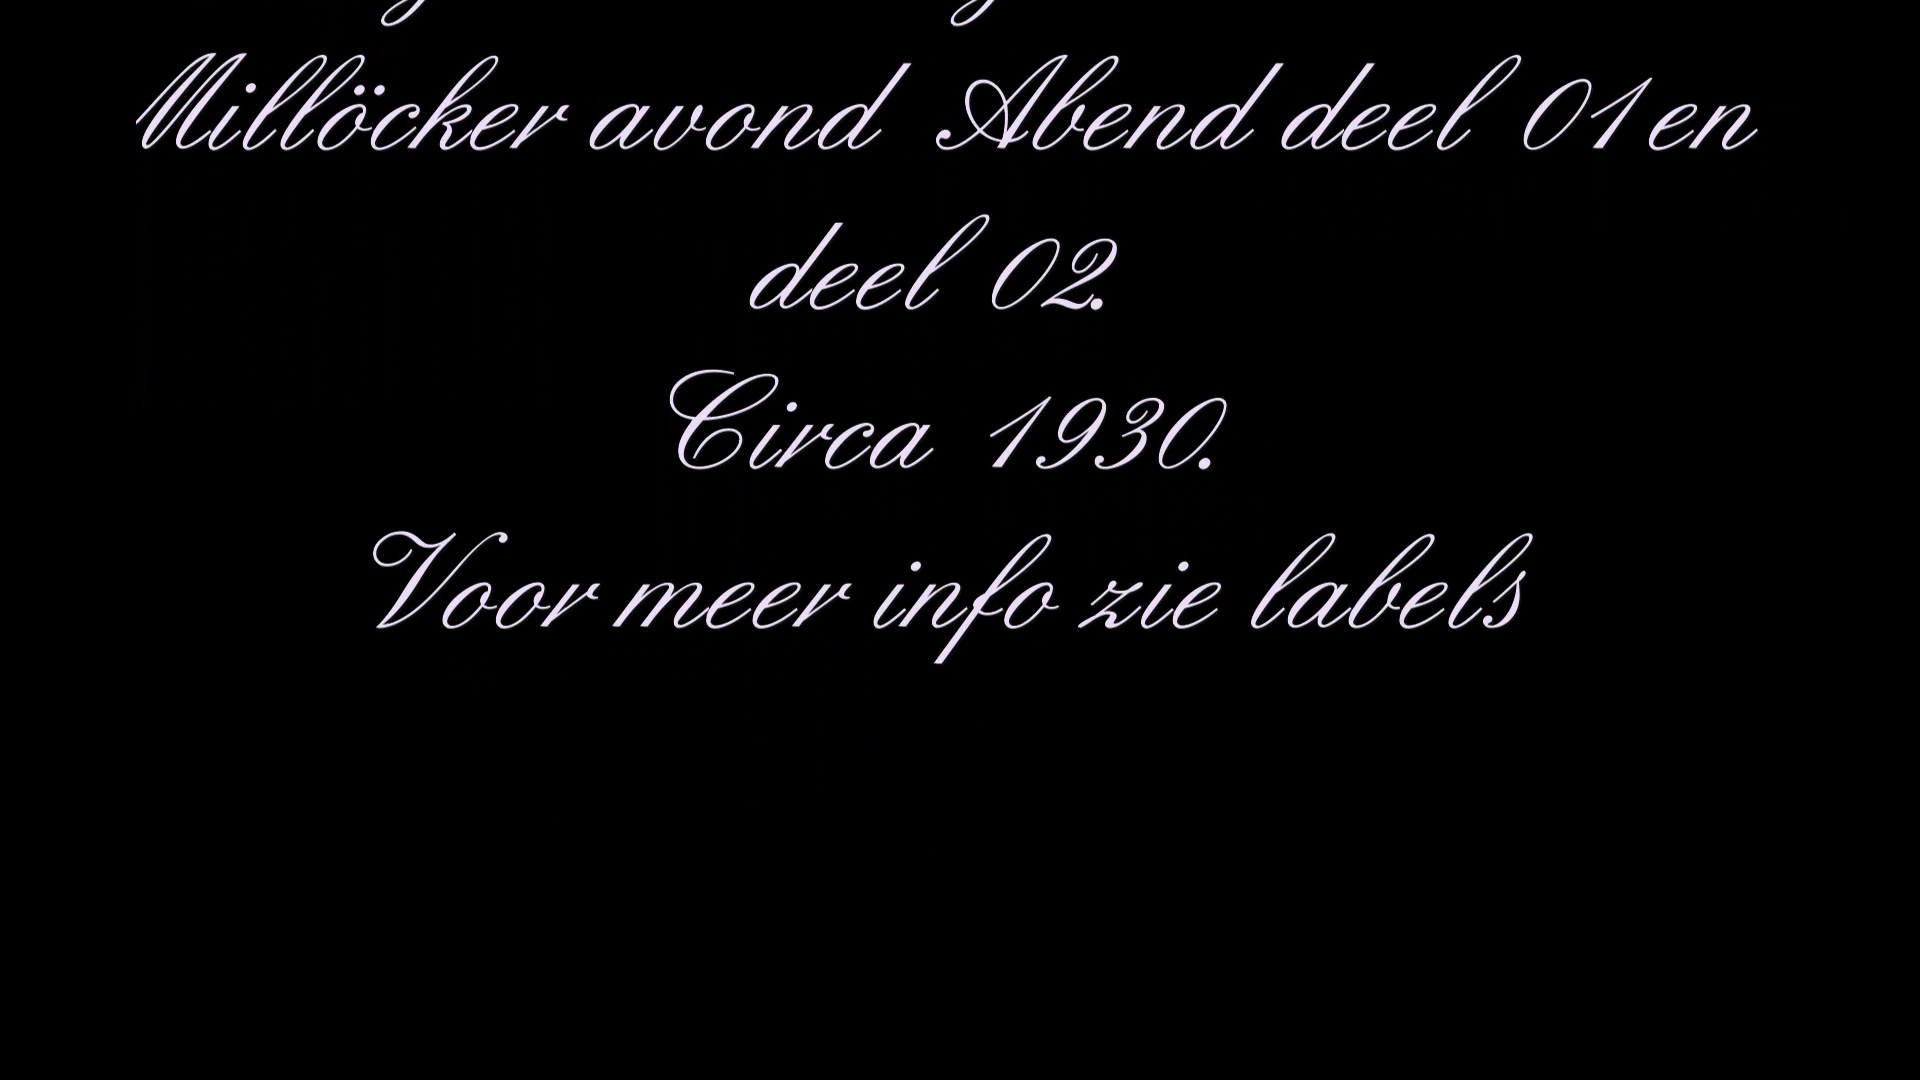 Millöcker avond Abend deel 01 en
deel 02.
Circa 1930.
Voor meer info zie labels